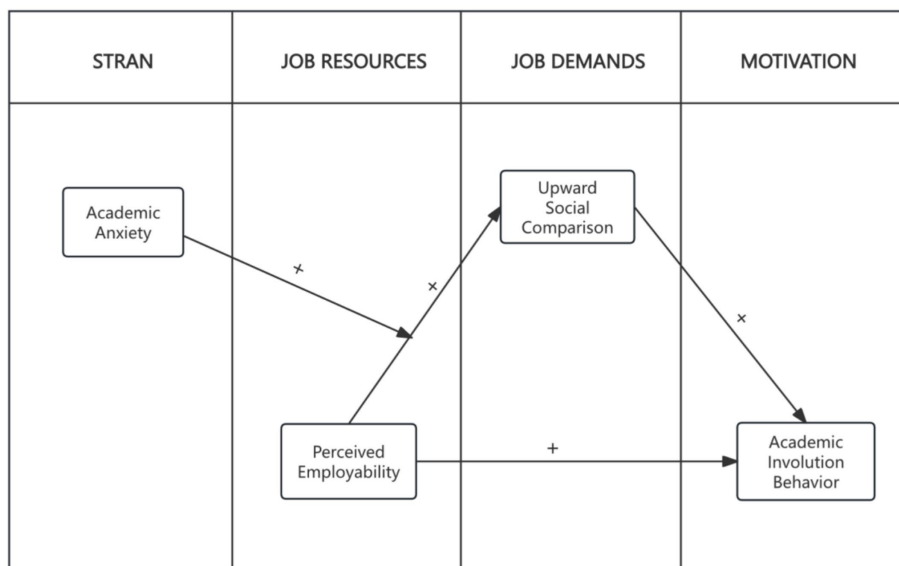 STRAN
JOB RESOURCES
JOB DEMANDS
MOTIVATION
Academic
Anxiety
Upward
Social
Comparison
+
+
+
+
Perceived
Employability
Academic
Involution
Behavior